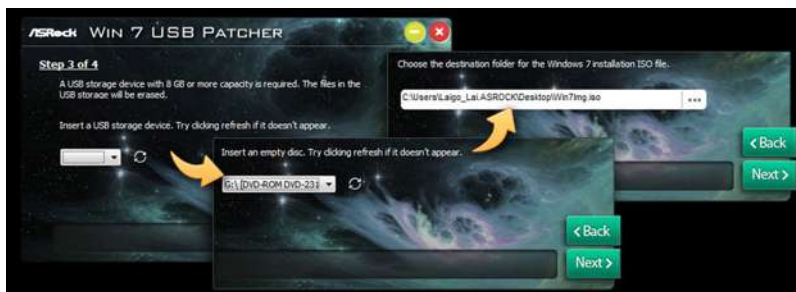 ASRock WIN 7 USB PATCHER
Step 3 of 4
A USB storage device with 8 GB or more capacity is required. The files in the
USB storage will be erased.
Insert a USB storage device. Try clicking refresh if it doesn't appear.
Insert an empty disc. Try clicking refresh if it doesn't appear.
G:\ [DVD-ROM DVD-231
< Back
Next >
Choose the destination folder for the Windows 7 installation ISO file.
C:\Users\Laigo_Lai.ASROCK\Desktop\Win7Img.iso
...
< Back
Next >